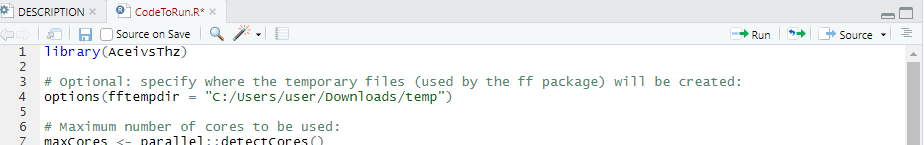 DESCRIPTION × CodeToRun.R* ×
Source on Save Run Source
1 library(AceivsThz)
2
3 # Optional: specify where the temporary files (used by the ff package) will be created:
4 options(fftempdir = "C:/Users/user/Downloads/temp")
5
6 # Maximum number of cores to be used:
7 maxCores <- parallel::detectCores()